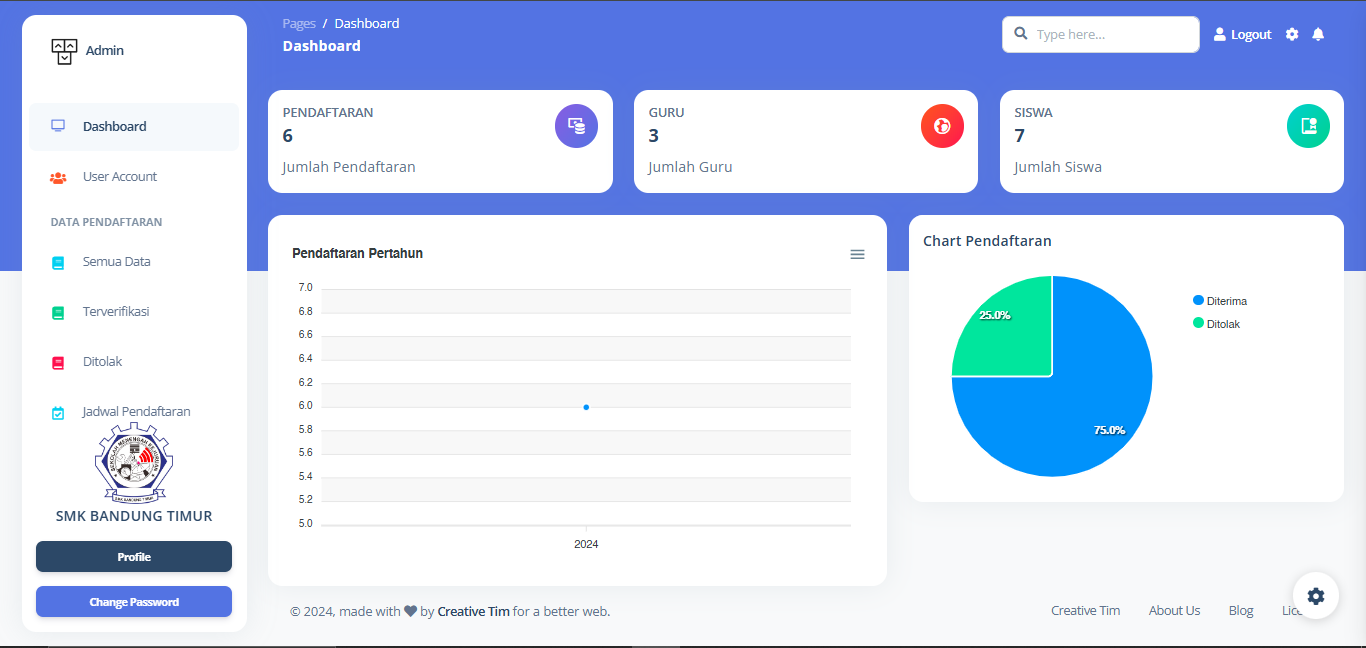 Admin
Dashboard
User Account
DATA PENDAFTARAN
Semua Data
Terverifikasi
Ditolak
Jadwal Pendaftaran
SMK BANDUNG TIMUR
Profile
Change Password
Pages / Dashboard
Dashboard
Type here...
Logout
PENDAFTARAN
6
Jumlah Pendaftaran
GURU
3
Jumlah Guru
SISWA
7
Jumlah Siswa
Pendaftaran Pertahun
7.0
6.8
6.6
6.4
6.2
6.0
5.8
5.6
5.4
5.2
5.0
2024
Chart Pendaftaran
25.0%
75.0%
Diterima
Ditolak
© 2024, made with ♥ by Creative Tim for a better web.
Creative Tim
About Us
Blog